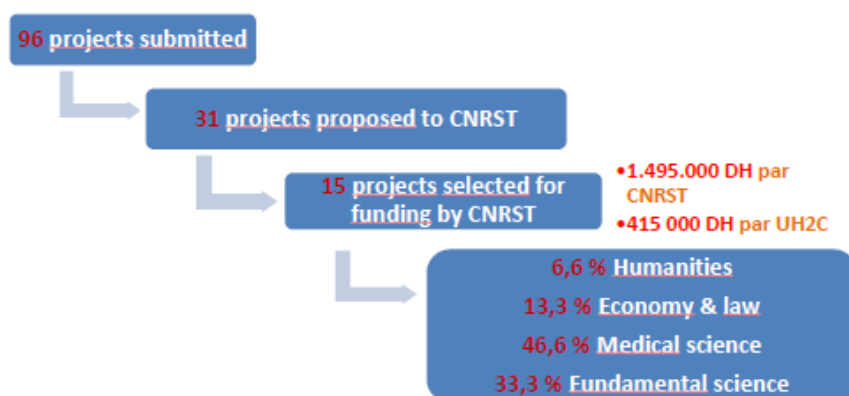 96 projects submitted
31 projects proposed to CNRST
15 projects selected for
funding by CNRST
•1.495.000 DH par
CNRST
•415 000 DH par UH2C
6,6 % Humanities
13,3 % Economy & law
46,6 % Medical science
33,3 % Fundamental science